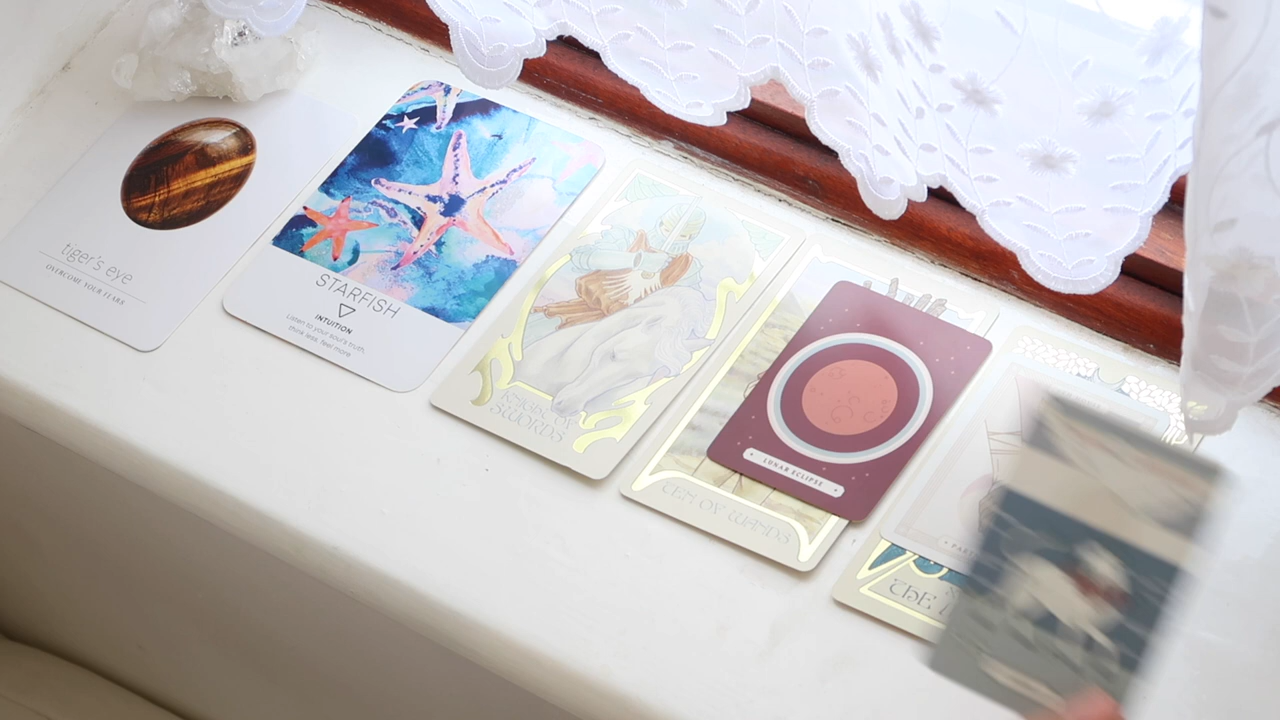 tiger's eye
OVERCOME YOUR FEARS
STARFISH
INTUITION
Listen to your soul's truth,
think less, feel more
KNIGHT OF
SWORDS
TEN OF WANDS
LUNAR ECLIPSE
THE